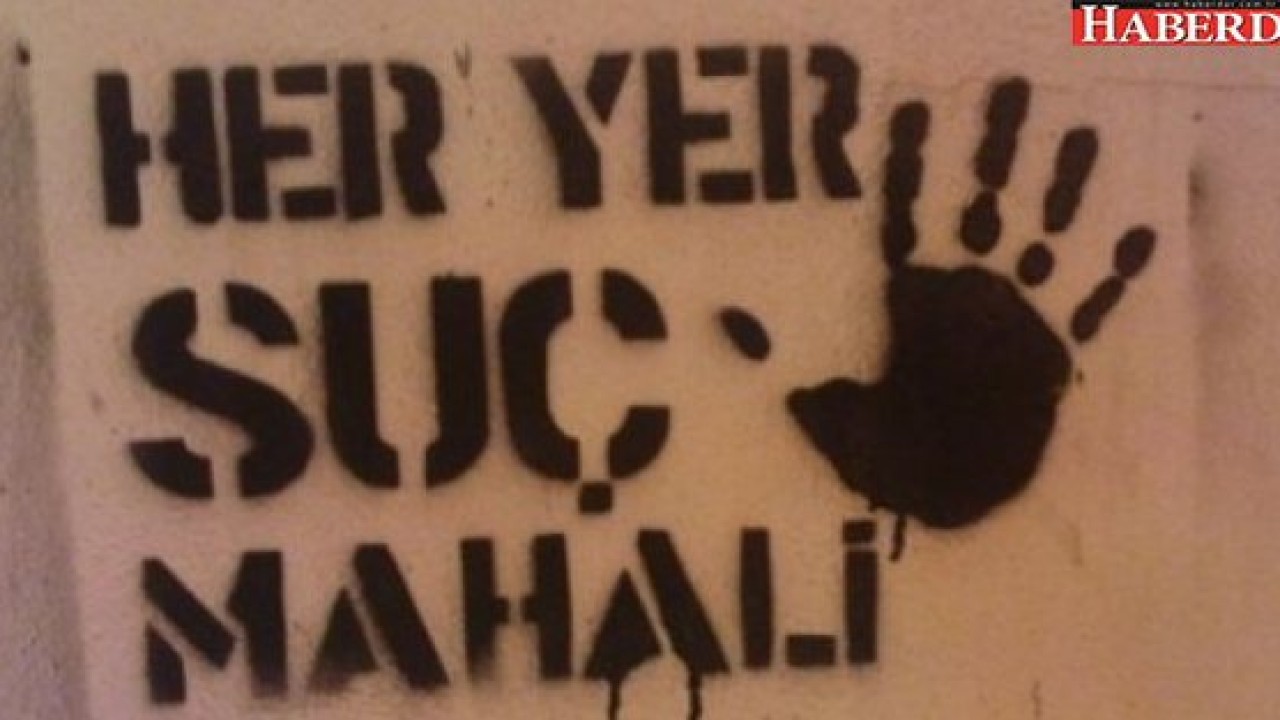 HABERD
HER YER
SUÇ
MAHALİ